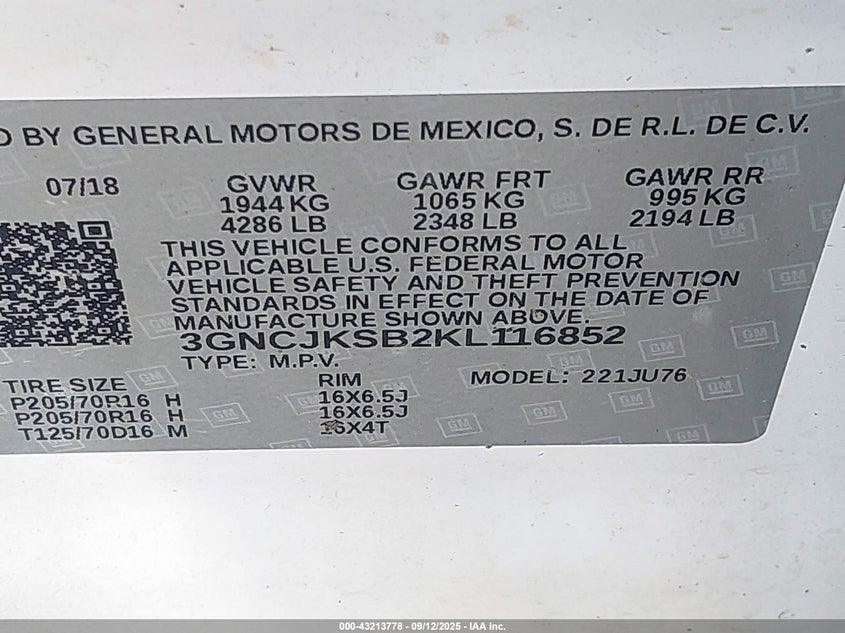 D BY GENERAL MOTORS DE MEXICO, S. DE R.L. DE C.V.
07/18 GVWR GAWR FRT GAWR RR
1944 KG 1065 KG 995 KG
4286 LB 2348 LB 2194 LB
THIS VEHICLE CONFORMS TO ALL
APPLICABLE U.S. FEDERAL MOTOR
VEHICLE SAFETY AND THEFT PREVENTION
STANDARDS IN EFFECT ON THE DATE OF
MANUFACTURE SHOWN ABOVE.
3GNCJKSB2KL116852
TYPE: M.P.V.
TIRE SIZE RIM MODEL: 221JU76
P205/70R16 H 16X6.5J
P205/70R16 H 16X6.5J
T125/70D16 M 16X4T
000-43213778 - 09/12/2025 - IAA Inc.